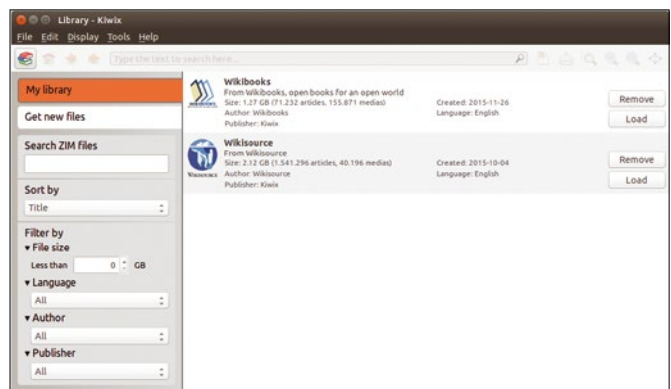 Library - Kiwix
File Edit Display Tools Help
Type the text to search here...
My library
Get new files
Search ZIM files
Sort by
Title
Filter by
▾ File size
Less than 0 GB
▾ Language
All
▾ Author
All
▾ Publisher
All
WIKIBOOKS
Wikibooks
From Wikibooks, open books for an open world
Size: 1.27 GB (71.232 articles, 155.871 medias)
Created: 2015-11-26
Author: Wikibooks
Language: English
Publisher: Kiwix
Remove
Load
WIKISOURCE
Wikisource
From Wikisource
Size: 2.12 GB (1.541.296 articles, 40.196 medias)
Created: 2015-10-04
Author: Wikisource
Language: English
Publisher: Kiwix
Remove
Load